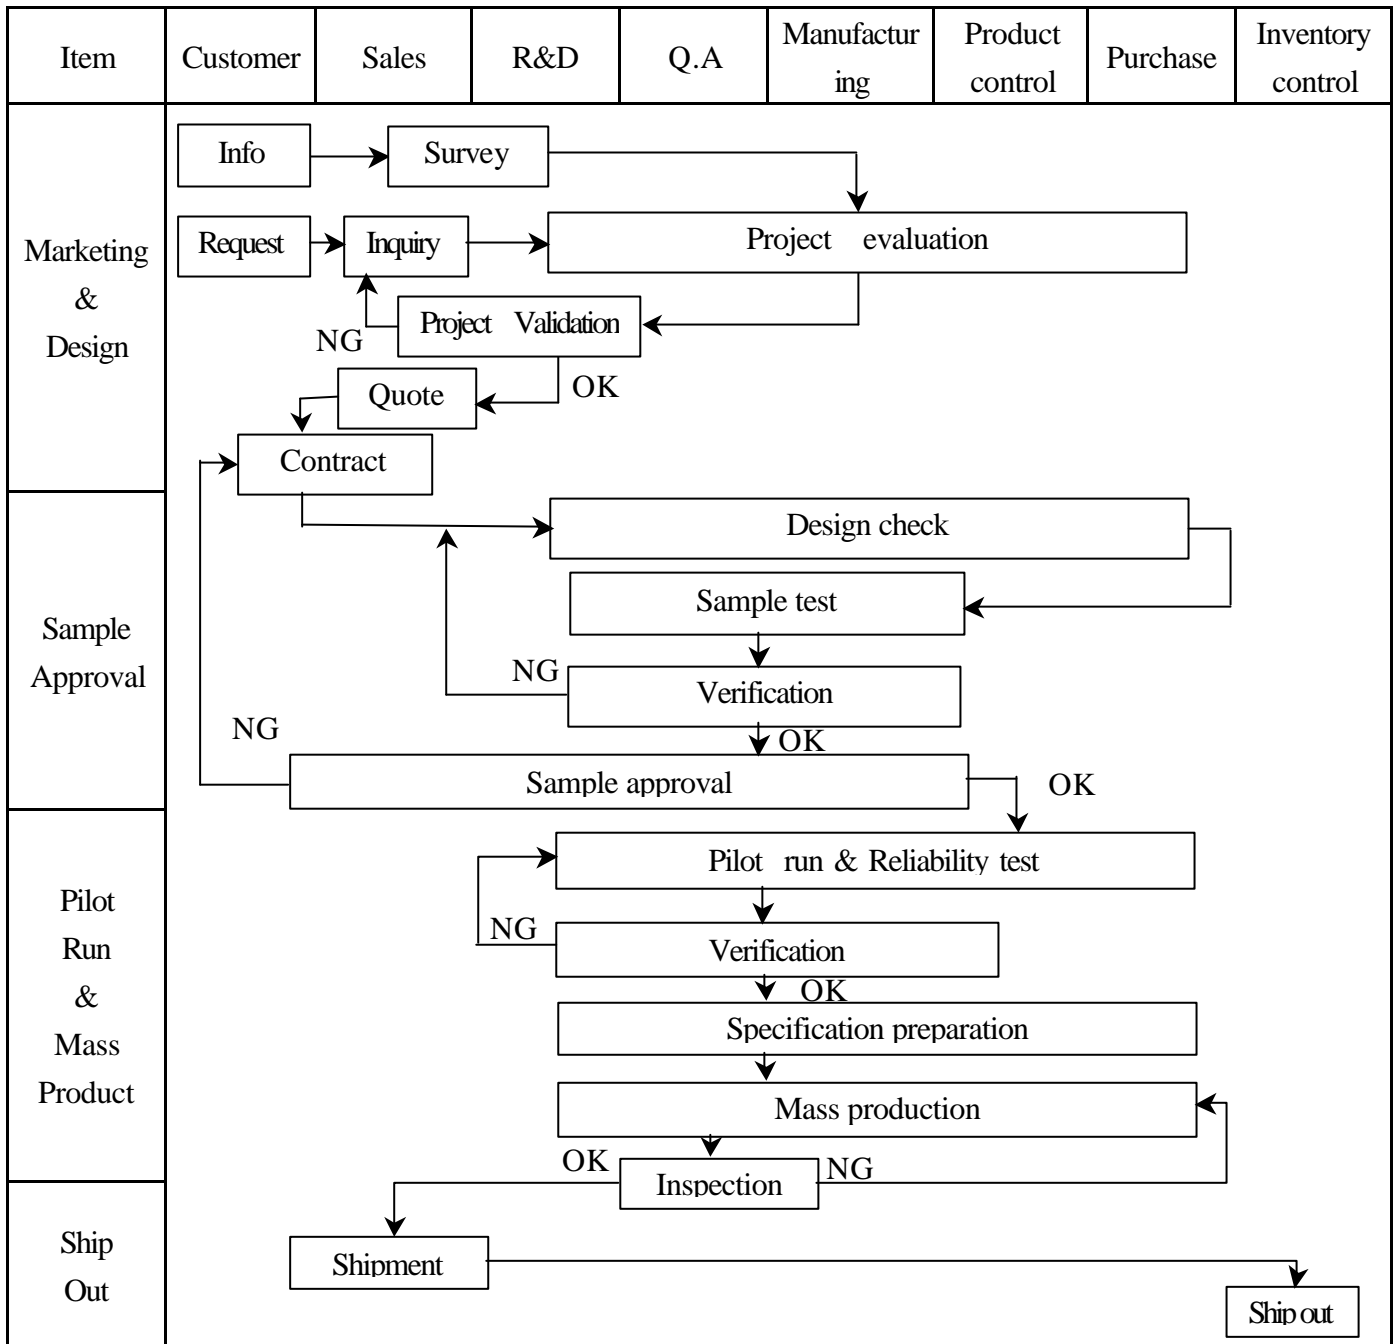 Item
Customer
Sales
R&D
Q.A
Manufactur
ing
Product
control
Purchase
Inventory
control
Marketing
&
Design
Info
Survey
Request
Inquiry
Project evaluation
Project Validation
NG
OK
Quote
Contract
Sample
Approval
Design check
Sample test
NG
Verification
NG
OK
Sample approval
OK
Pilot
Run
&
Mass
Product
Pilot run & Reliability test
NG
Verification
OK
Specification preparation
Mass production
OK
Inspection
NG
Ship
Out
Shipment
Ship out